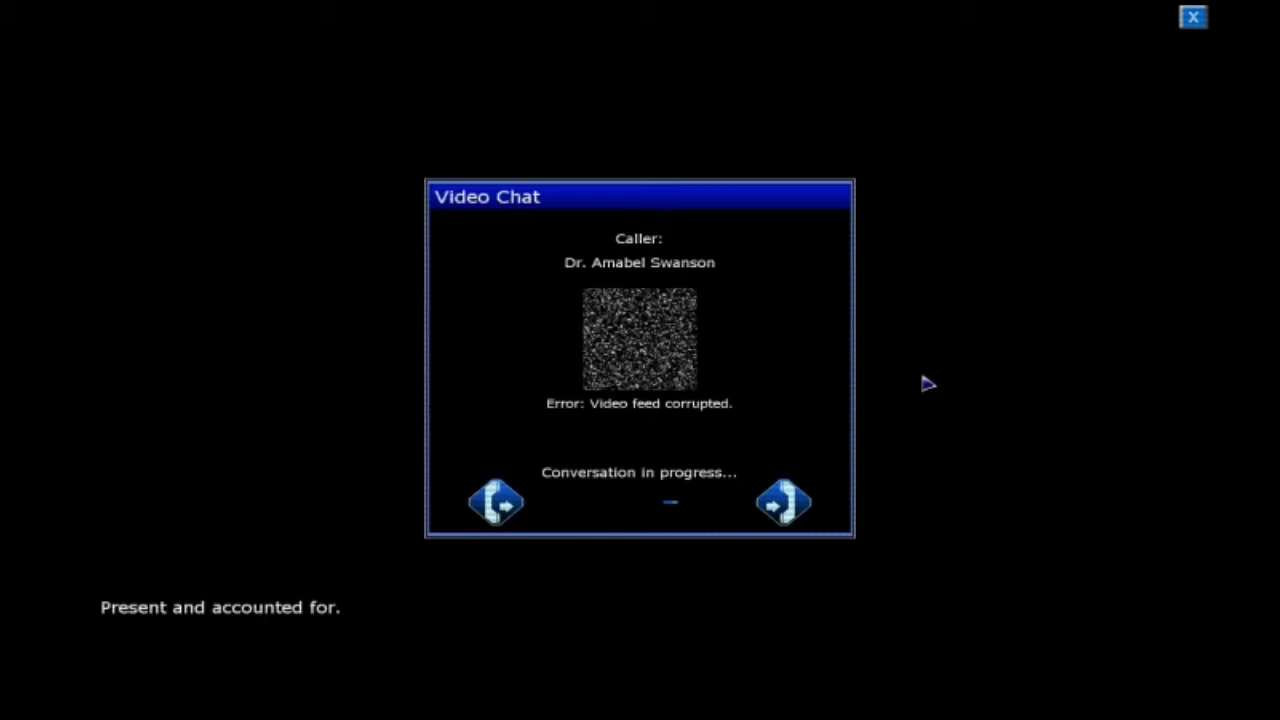 X
Video Chat
Caller:
Dr. Amabel Swanson
Error: Video feed corrupted.
Conversation in progress...
Present and accounted for.